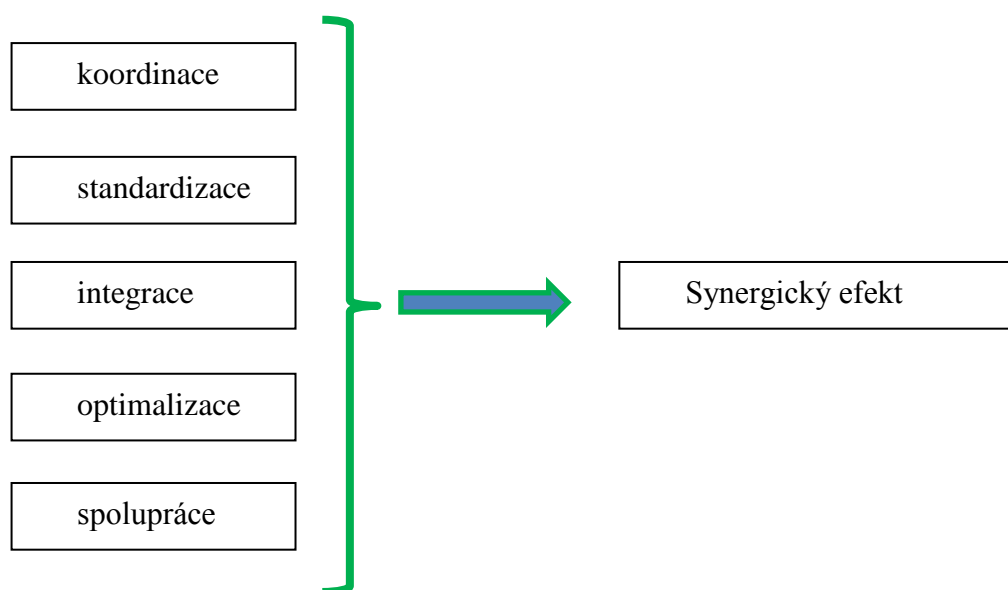 koordinace
standardizace
integrace
Synergický efekt
optimalizace
spolupráce